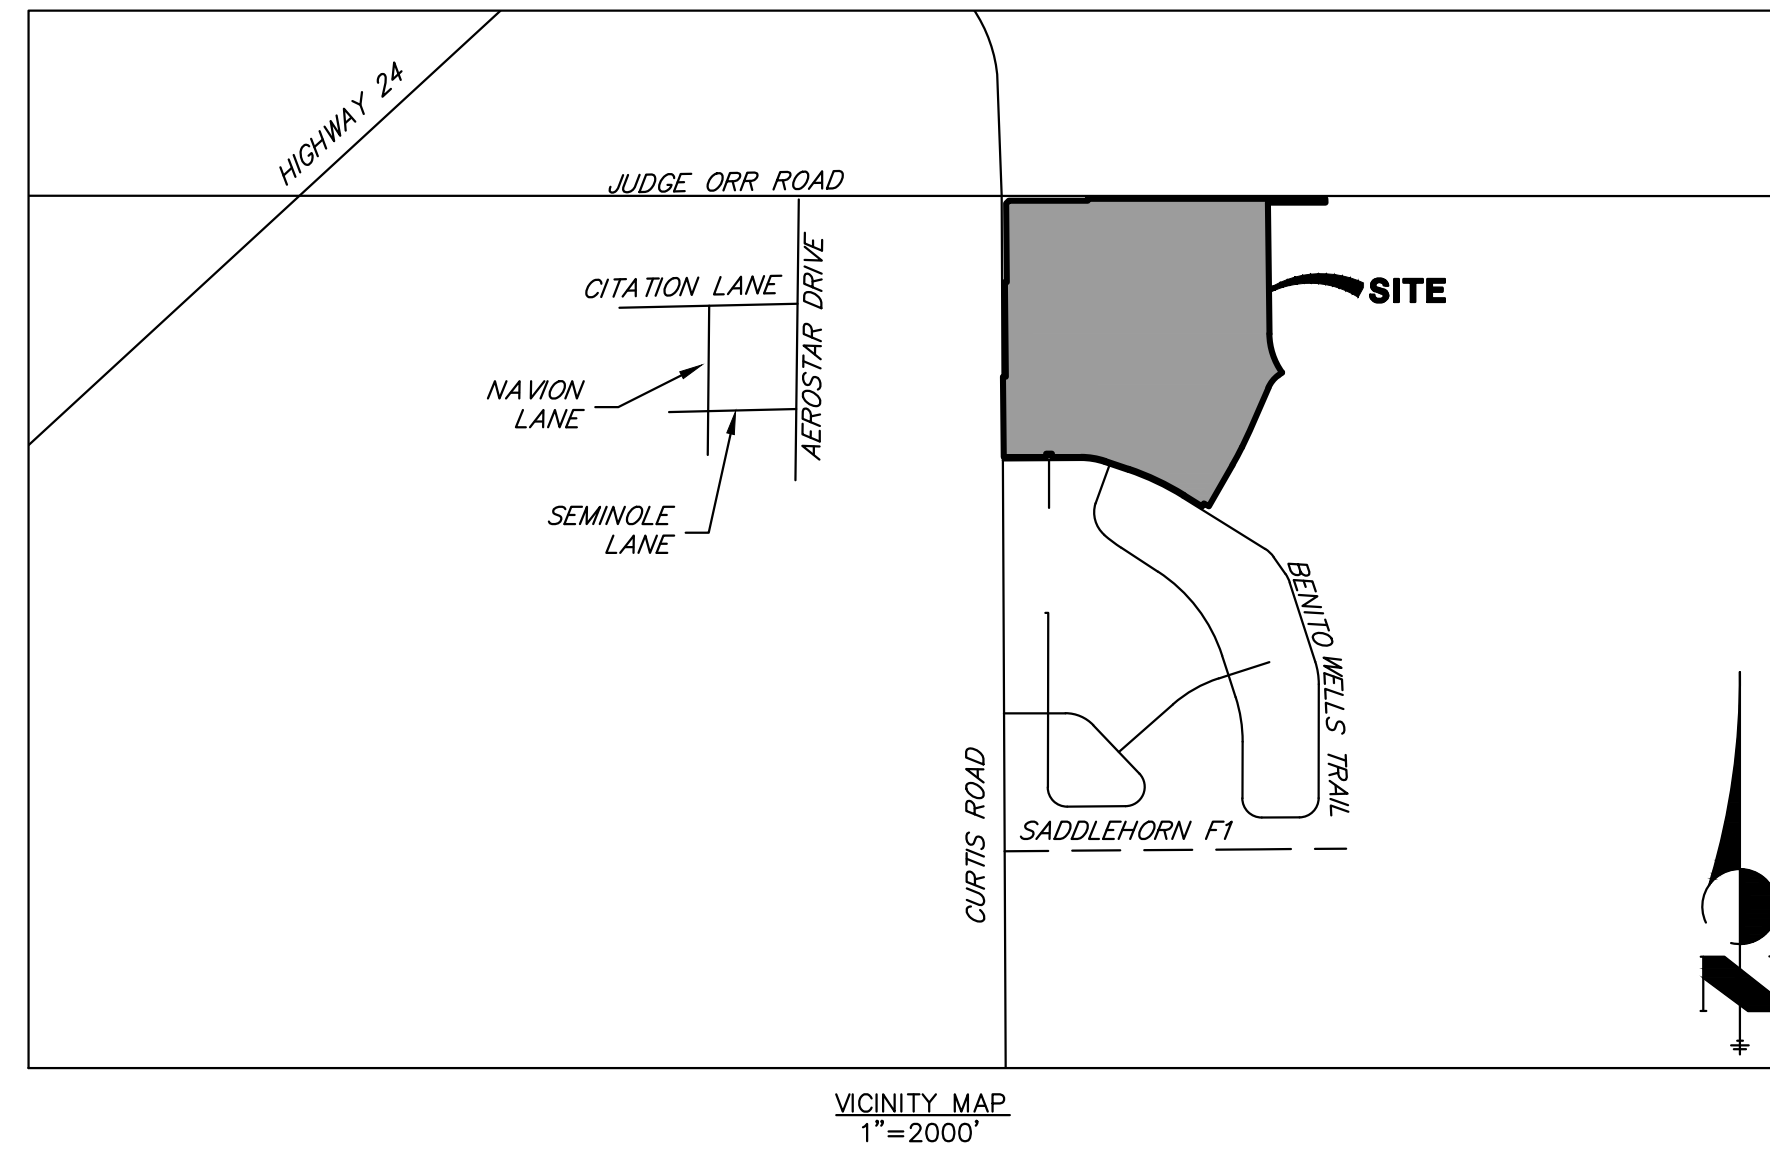 HIGHWAY 24
JUDGE ORR ROAD
CITATION LANE
AEROSTAR DRIVE
SITE
NAVION
LANE
SEMINOLE
LANE
BENITO WELLS TRAIL
CURTIS ROAD
SADDLEHORN F1
N
VICINITY MAP
1"=2000'